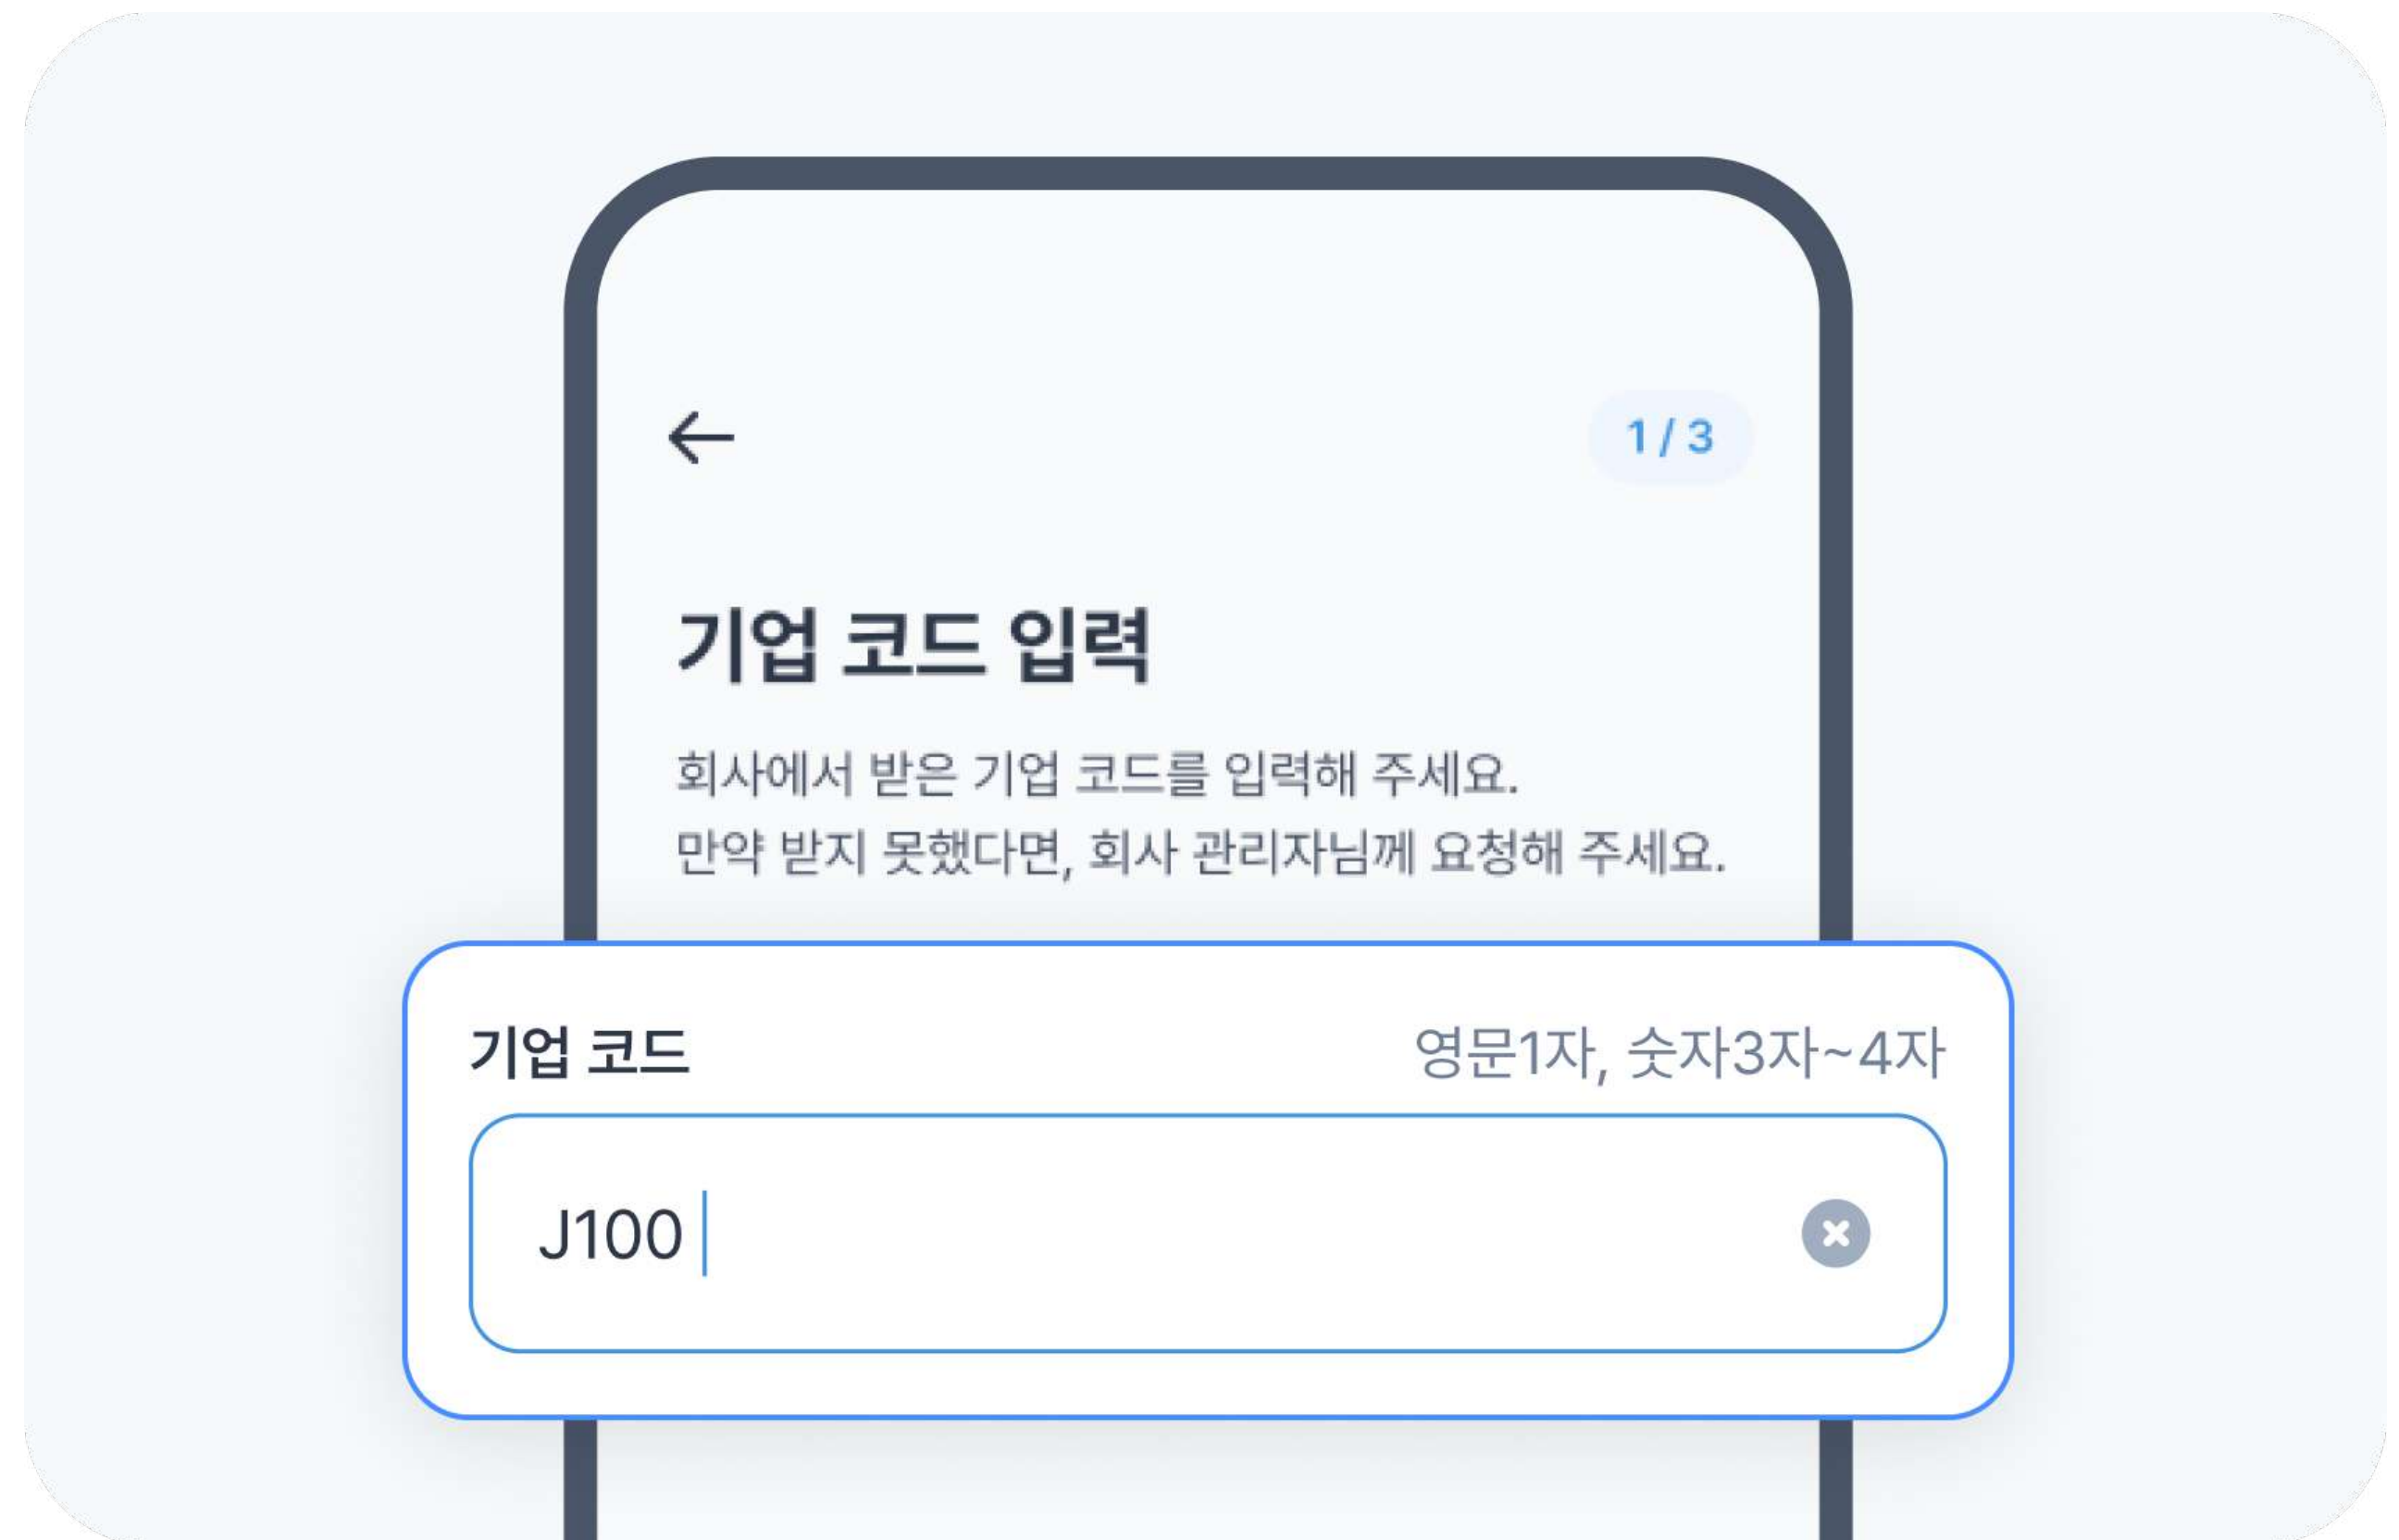 1 / 3
기업 코드 입력
회사에서 받은 기업 코드를 입력해 주세요.
만약 받지 못했다면, 회사 관리자님께 요청해 주세요.
기업 코드 영문1자, 숫자3자~4자
J100